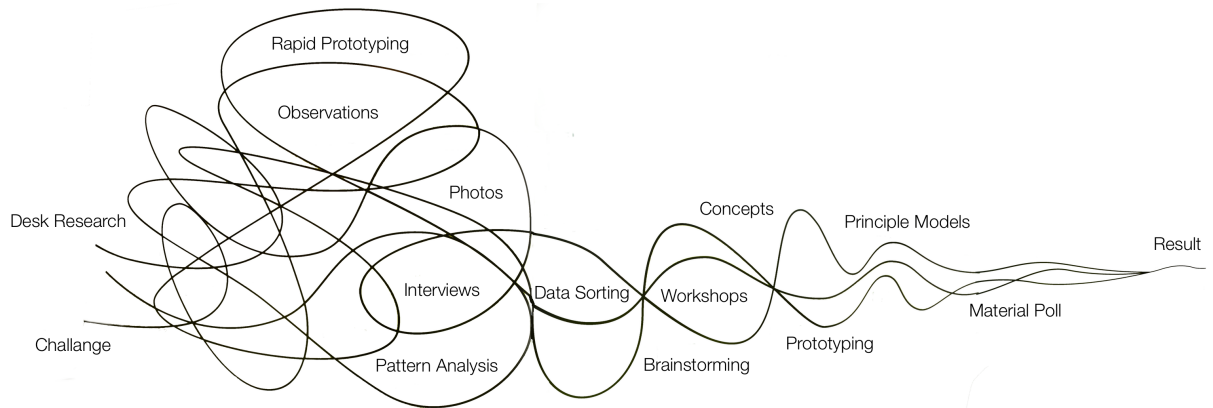 Rapid Prototyping
Observations
Photos
Desk Research
Concepts
Principle Models
Result
Interviews
Data Sorting
Workshops
Material Poll
Challange
Prototyping
Pattern Analysis
Brainstorming